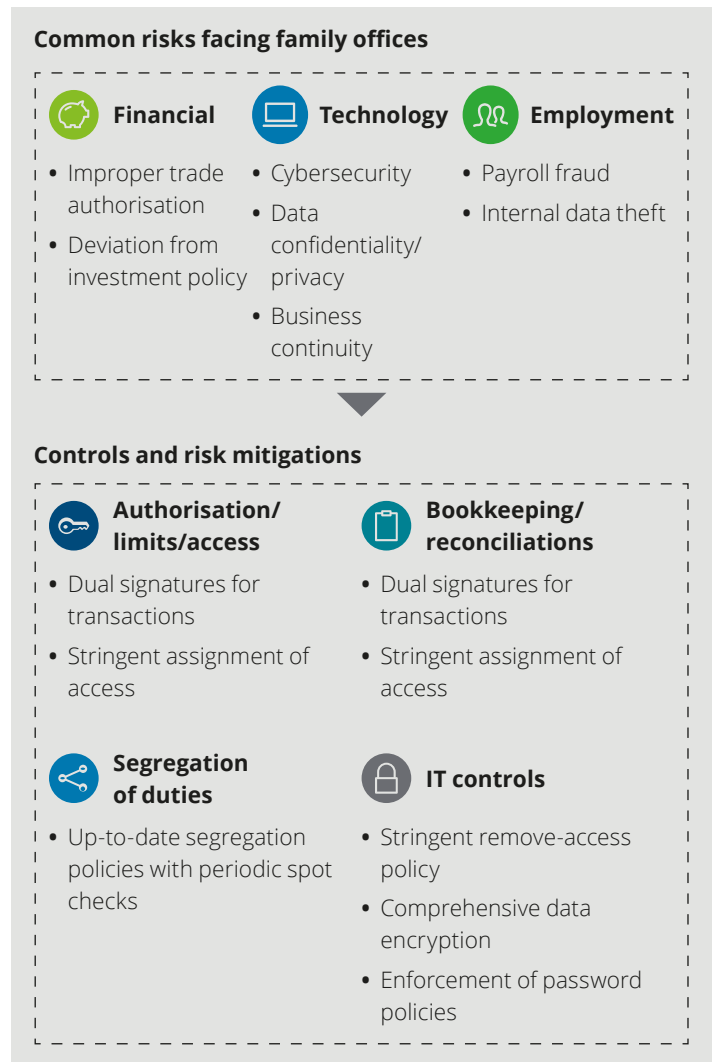 Common risks facing family offices
Financial
• Improper trade
authorisation
• Deviation from
investment policy
Technology
• Cybersecurity
• Data
confidentiality/
privacy
• Business
continuity
Employment
• Payroll fraud
• Internal data theft
Controls and risk mitigations
Authorisation/
limits/access
• Dual signatures for
transactions
• Stringent assignment of
access
Bookkeeping/
reconciliations
• Dual signatures for
transactions
• Stringent assignment of
access
Segregation
of duties
• Up-to-date segregation
policies with periodic spot
checks
IT controls
• Stringent remove-access
policy
• Comprehensive data
encryption
• Enforcement of password
policies